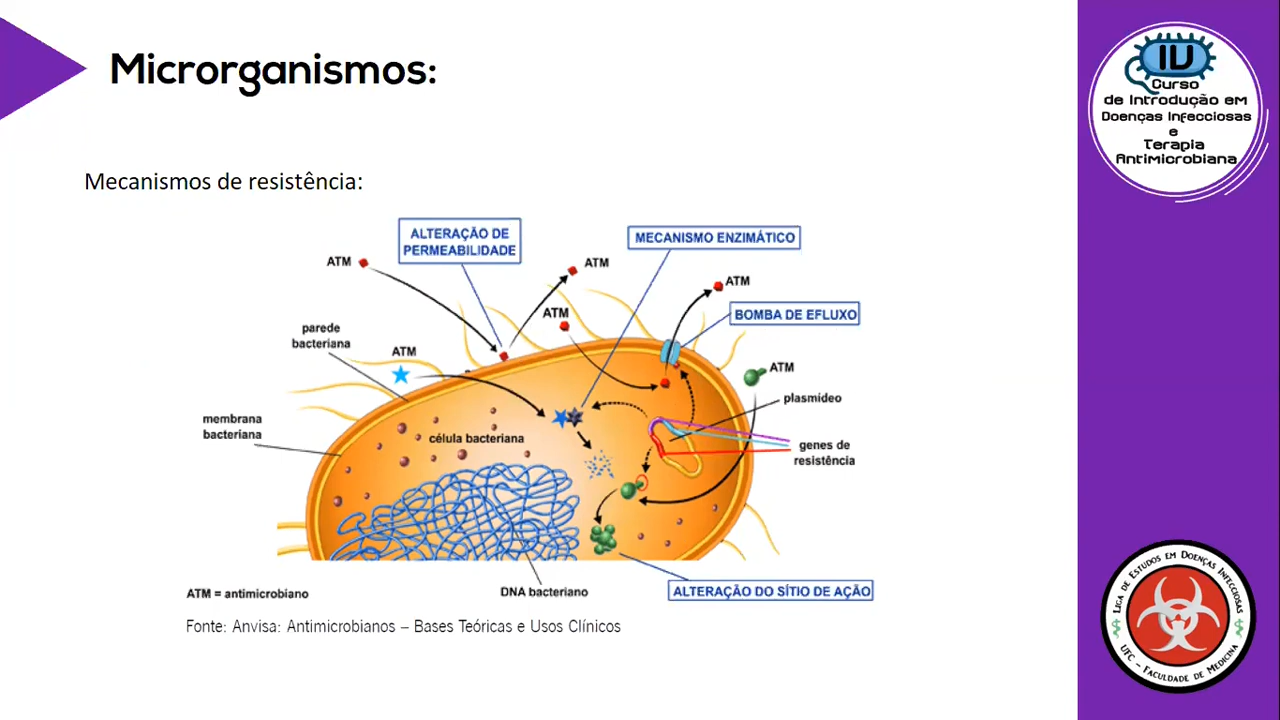 Microrganismos:
IV
Curso
de Introdução em
Doenças Infecciosas
e
Terapia
Antimicrobiana
Mecanismos de resistência:
ALTERAÇÃO DE
PERMEABILIDADE
MECANISMO ENZIMÁTICO
ATM
ATM
ATM
ATM
BOMBA DE EFLUXO
parede
bacteriana
ATM
ATM
plasmídeo
membrana
bacteriana
célula bacteriana
genes de
resistência
ATM = antimicrobiano
DNA bacteriano
ALTERAÇÃO DO SÍTIO DE AÇÃO
Fonte: Anvisa: Antimicrobianos – Bases Teóricas e Usos Clínicos
Liga de Estudos em Doenças Infecciosas
UFC – Faculdade de Medicina